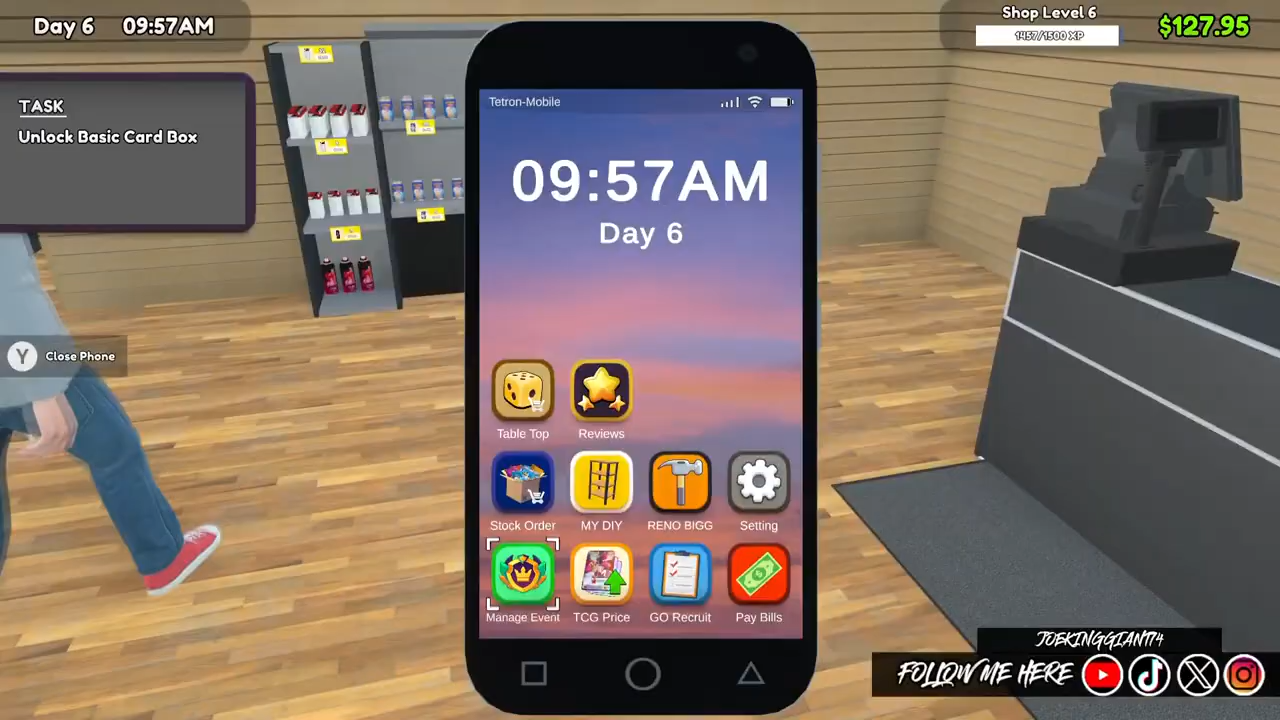 Day 6 09:57AM
Shop Level 6
1457/1500 XP
$127.95
TASK
Unlock Basic Card Box
Y Close Phone
Tetron-Mobile
09:57AM
Day 6
Table Top Reviews
Stock Order MY DIY RENO BIGG Setting
Manage Event TCG Price GO Recruit Pay Bills
JOEKINGGIANT74
FOLLOW ME HERE